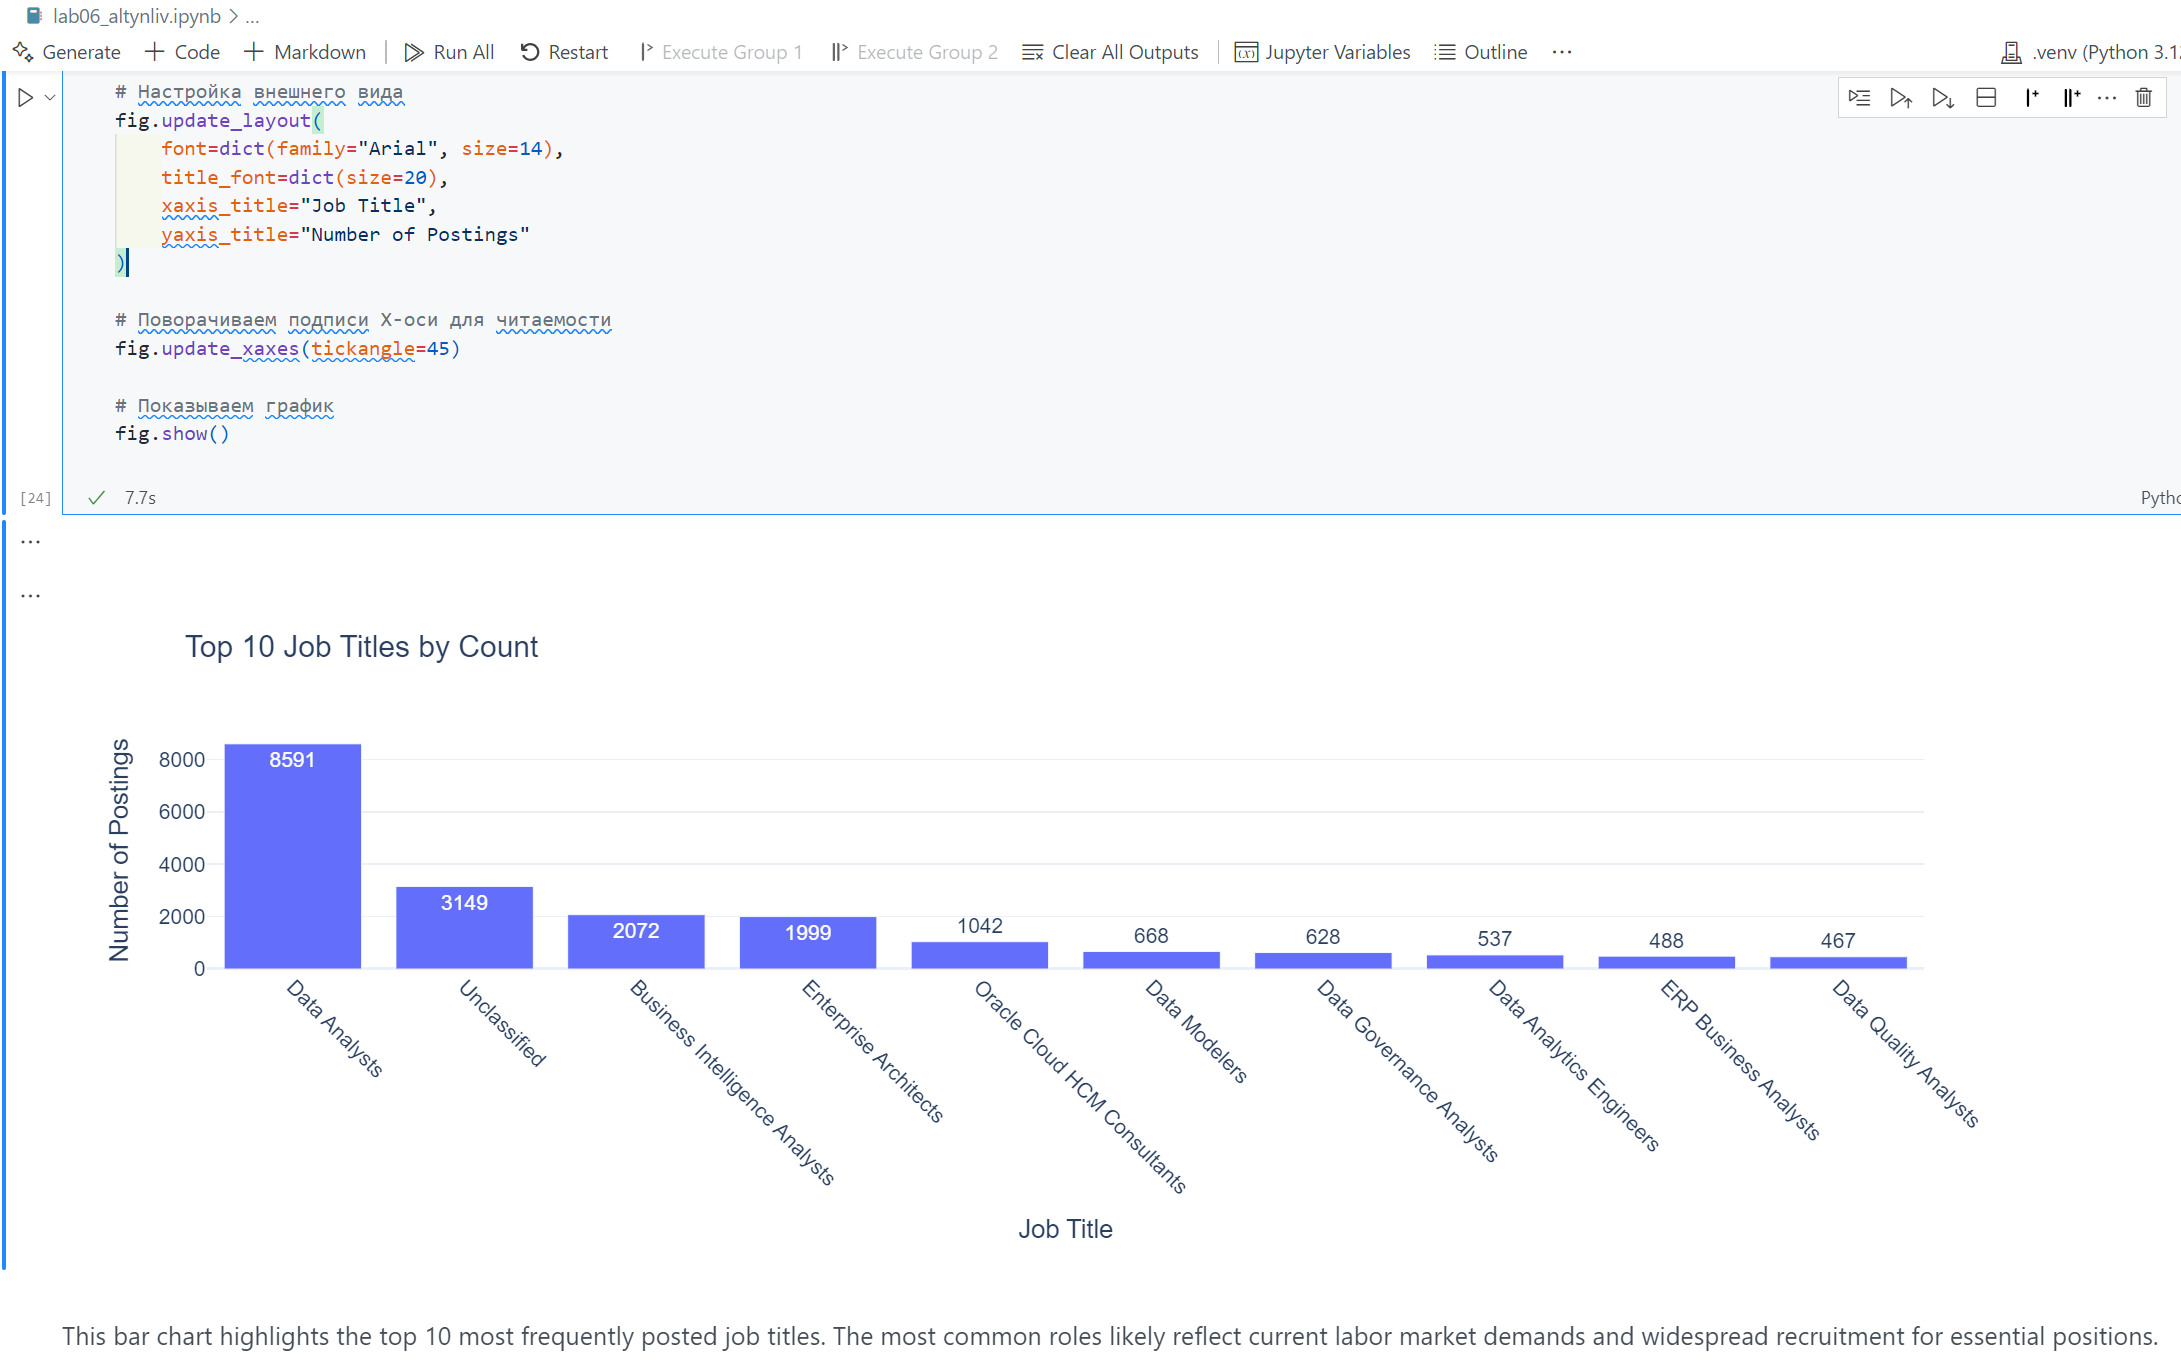 lab06_altynliv.ipynb > ...
Generate + Code + Markdown Run All Restart Execute Group 1 Execute Group 2 Clear All Outputs Jupyter Variables Outline ... .venv (Python 3.1
# Настройка внешнего вида
fig.update_layout(
font=dict(family="Arial", size=14),
title_font=dict(size=20),
xaxis_title="Job Title",
yaxis_title="Number of Postings"
)
# Поворачиваем подписи X-оси для читаемости
fig.update_xaxes(tickangle=45)
# Показываем график
fig.show()
[24] 7.7s
...
...
Top 10 Job Titles by Count
Number of Postings
8000
6000
4000
2000
0
8591
3149
2072
1999
1042
668
628
537
488
467
Data Analysts
Unclassified
Business Intelligence Analysts
Enterprise Architects
Oracle Cloud HCM Consultants
Data Modelers
Data Governance Analysts
Data Analytics Engineers
ERP Business Analysts
Data Quality Analysts
Job Title
This bar chart highlights the top 10 most frequently posted job titles. The most common roles likely reflect current labor market demands and widespread recruitment for essential positions.